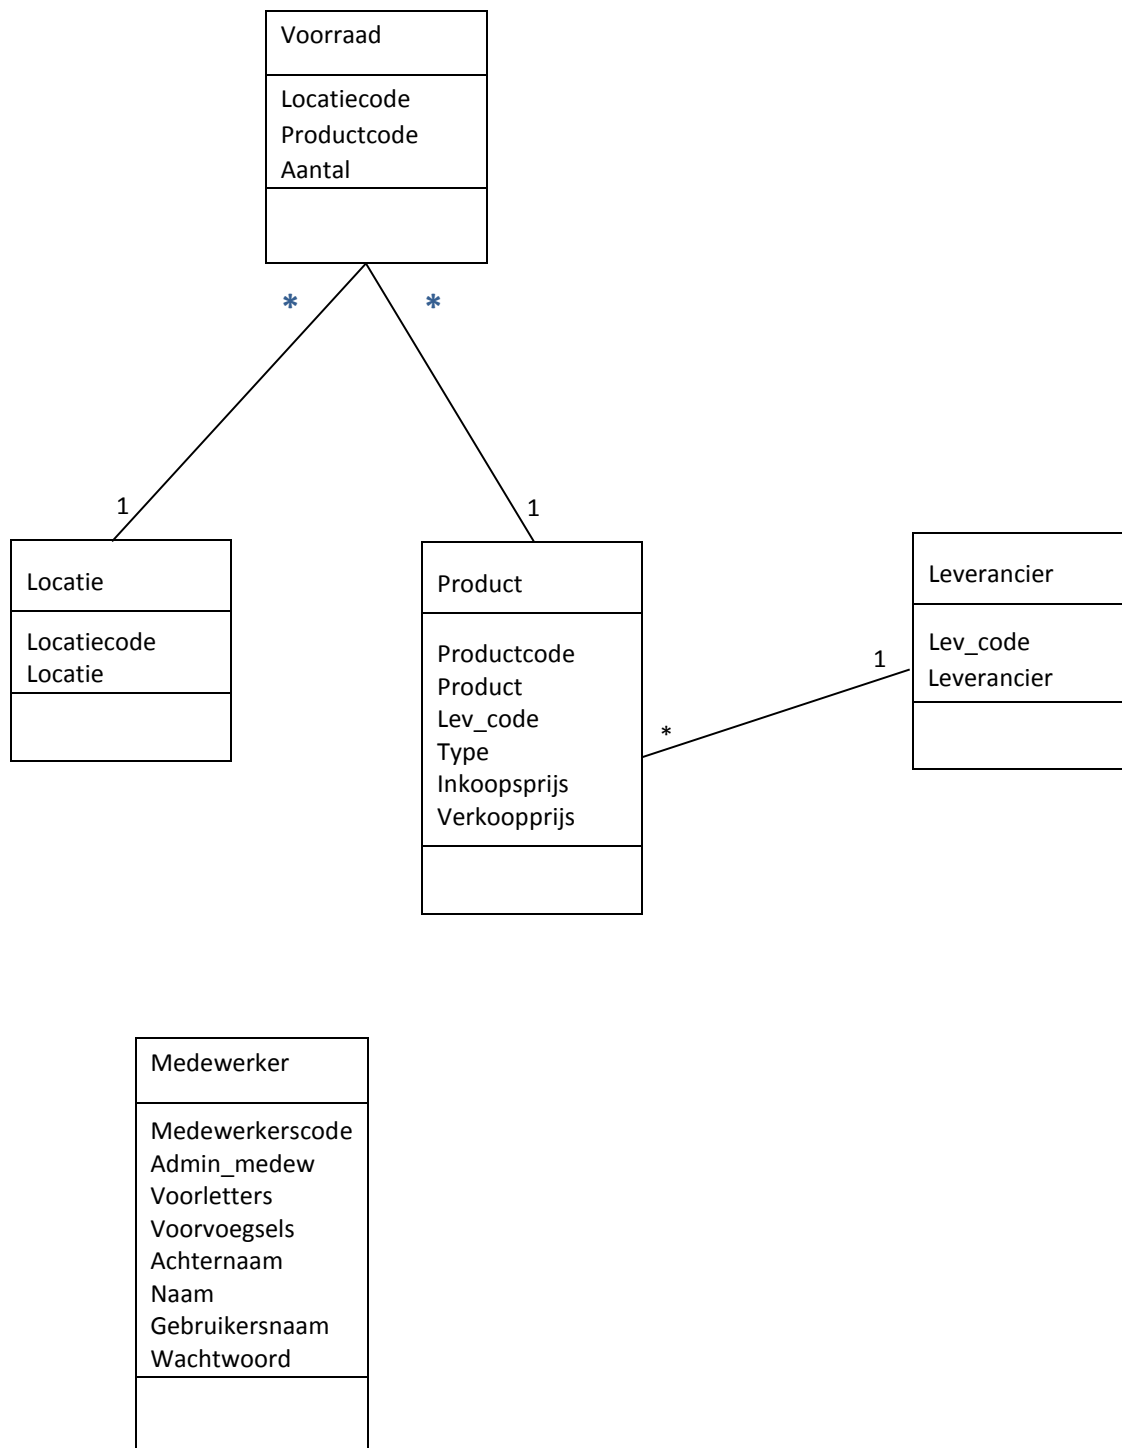 Voorraad
Locatiecode
Productcode
Aantal
* *
1 1
Locatie
Locatiecode
Locatie
Product
Productcode
Product
Lev_code
Type
Inkoopsprijs
Verkoopprijs
*
1
Leverancier
Lev_code
Leverancier
Medewerker
Medewerkerscode
Admin_medew
Voorletters
Voorvoegsels
Achternaam
Naam
Gebruikersnaam
Wachtwoord